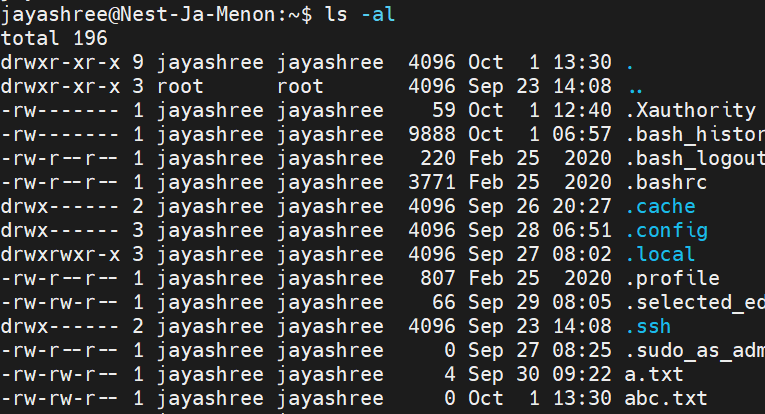 jayashree@Nest-Ja-Menon:~$ ls -al
total 196
drwxr-xr-x 9 jayashree jayashree 4096 Oct 1 13:30 .
drwxr-xr-x 3 root root 4096 Sep 23 14:08 ..
-rw------- 1 jayashree jayashree 59 Oct 1 12:40 .Xauthority
-rw------- 1 jayashree jayashree 9888 Oct 1 06:57 .bash_histor
-rw-r--r-- 1 jayashree jayashree 220 Feb 25 2020 .bash_logout
-rw-r--r-- 1 jayashree jayashree 3771 Feb 25 2020 .bashrc
drwx------ 2 jayashree jayashree 4096 Sep 26 20:27 .cache
drwx------ 3 jayashree jayashree 4096 Sep 28 06:51 .config
drwxrwxr-x 3 jayashree jayashree 4096 Sep 27 08:02 .local
-rw-r--r-- 1 jayashree jayashree 807 Feb 25 2020 .profile
-rw-rw-r-- 1 jayashree jayashree 66 Sep 29 08:05 .selected_ed
drwx------ 2 jayashree jayashree 4096 Sep 23 14:08 .ssh
-rw-r--r-- 1 jayashree jayashree 0 Sep 27 08:25 .sudo_as_adm
-rw-rw-r-- 1 jayashree jayashree 4 Sep 30 09:22 a.txt
-rw-rw-r-- 1 jayashree jayashree 0 Oct 1 13:30 abc.txt